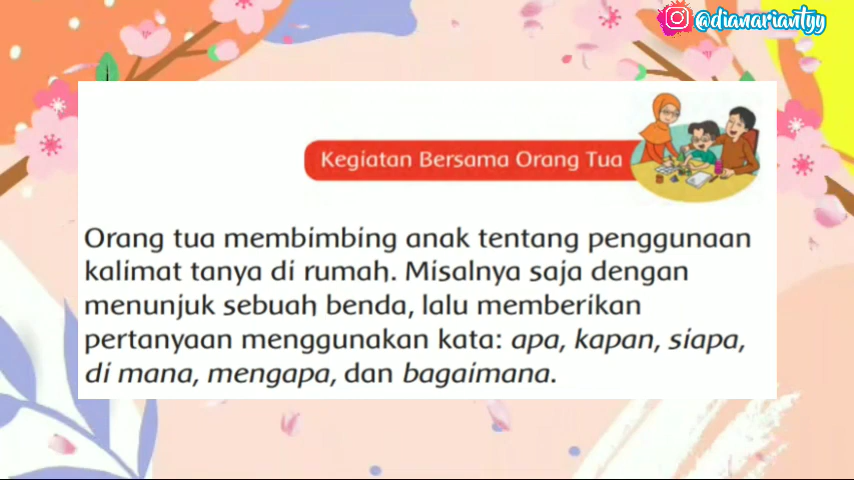 @dianariantyy
Kegiatan Bersama Orang Tua
Orang tua membimbing anak tentang penggunaan
kalimat tanya di rumah. Misalnya saja dengan
menunjuk sebuah benda, lalu memberikan
pertanyaan menggunakan kata: apa, kapan, siapa,
di mana, mengapa, dan bagaimana.